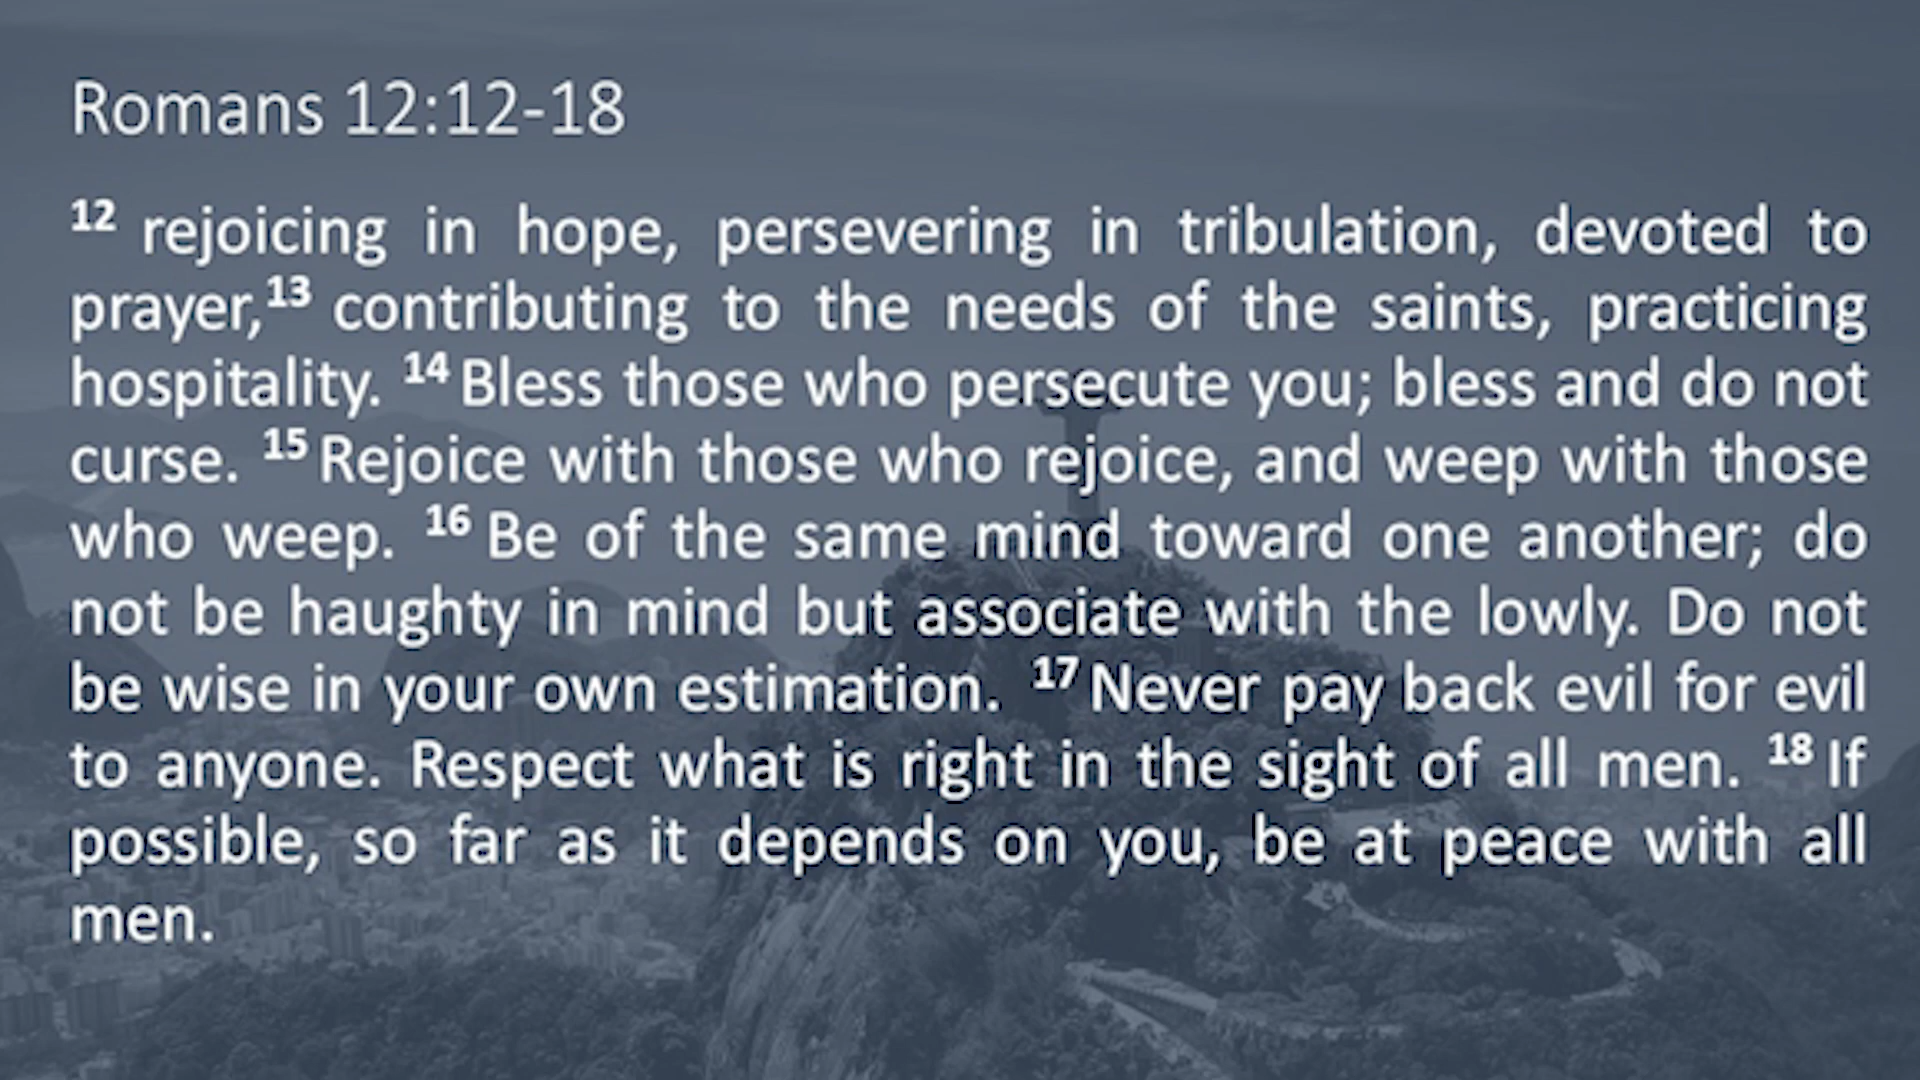 Romans 12:12-18
12 rejoicing in hope, persevering in tribulation, devoted to
prayer,13 contributing to the needs of the saints, practicing
hospitality. 14 Bless those who persecute you; bless and do not
curse. 15 Rejoice with those who rejoice, and weep with those
who weep. 16 Be of the same mind toward one another; do
not be haughty in mind but associate with the lowly. Do not
be wise in your own estimation. 17 Never pay back evil for evil
to anyone. Respect what is right in the sight of all men. 18 If
possible, so far as it depends on you, be at peace with all
men.